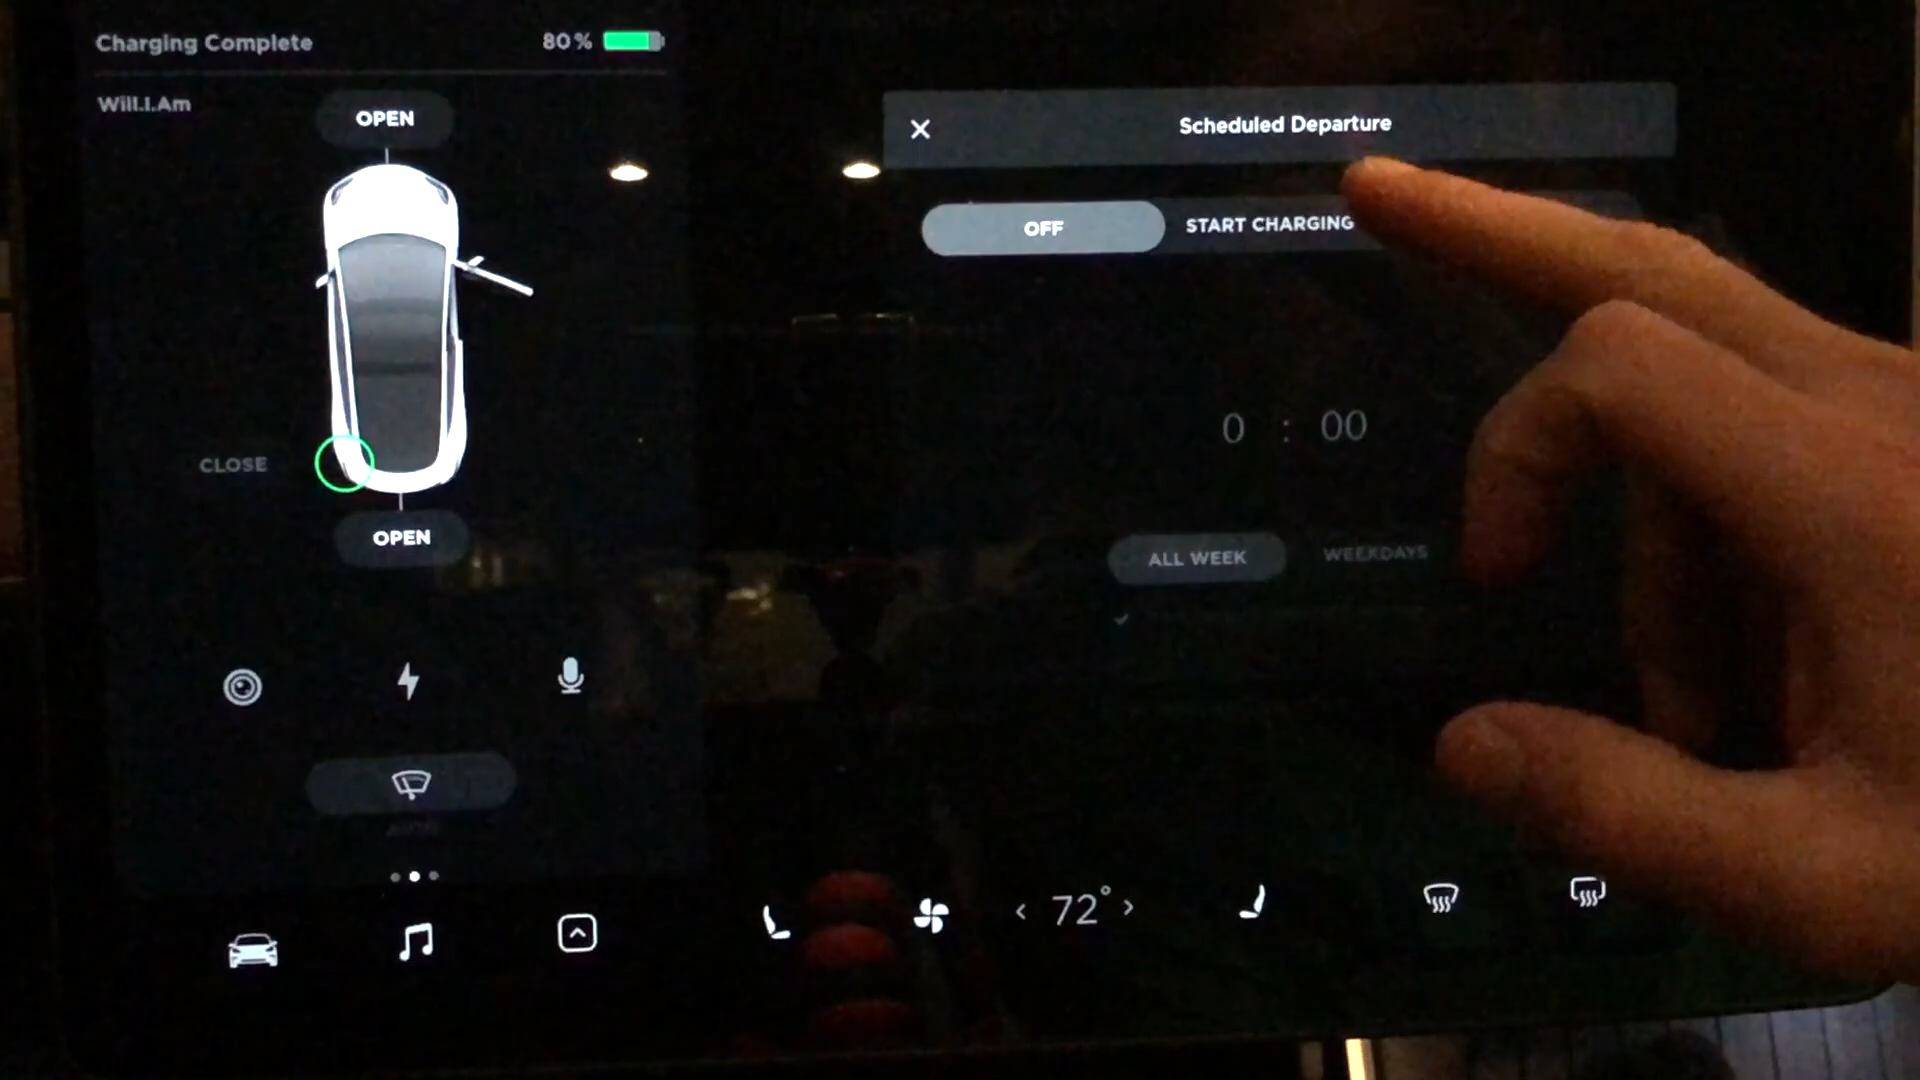 Charging Complete
80%
Will.I.Am
OPEN
CLOSE
OPEN
AUTO
Scheduled Departure
OFF
START CHARGING
0 : 00
ALL WEEK
WEEKDAYS
72°